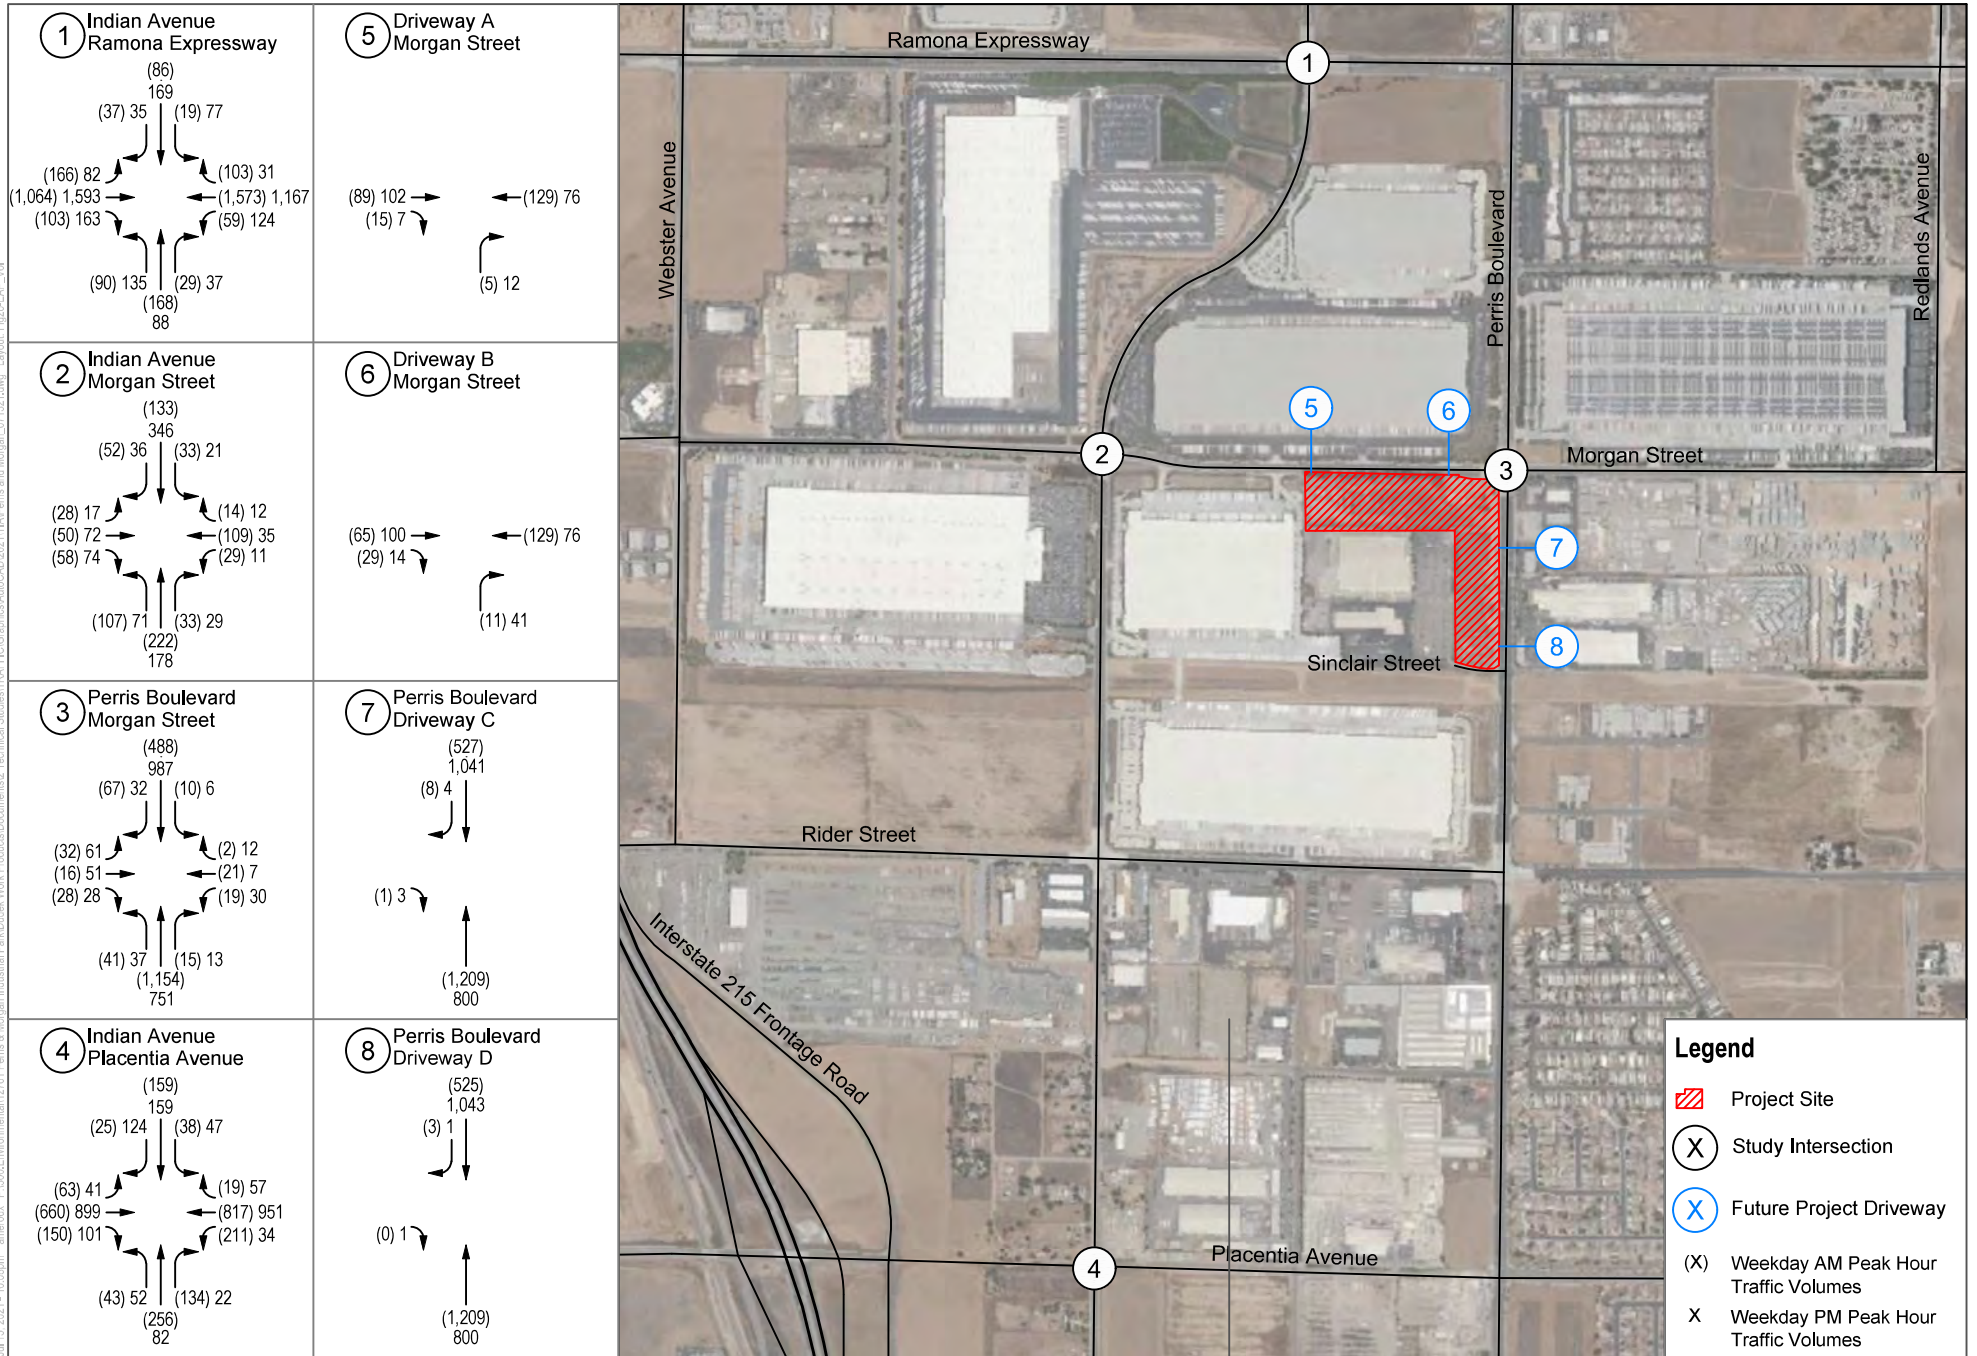 1
Indian Avenue
Ramona Expressway
(86)
169
(37) 35
(19) 77
(166) 82
(103) 31
(1,064) 1,593
(1,573) 1,167
(103) 163
(59) 124
(90) 135
(29) 37
(168)
88
5
Driveway A
Morgan Street
(89) 102
(129) 76
(15) 7
(5) 12
2
Indian Avenue
Morgan Street
(133)
346
(52) 36
(33) 21
(28) 17
(14) 12
(50) 72
(109) 35
(58) 74
(29) 11
(107) 71
(33) 29
(222)
178
6
Driveway B
Morgan Street
(65) 100
(129) 76
(29) 14
(11) 41
3
Perris Boulevard
Morgan Street
(488)
987
(67) 32
(10) 6
(32) 61
(2) 12
(16) 51
(21) 7
(28) 28
(19) 30
(41) 37
(15) 13
(1,154)
751
7
Perris Boulevard
Driveway C
(527)
1,041
(8) 4
(1) 3
(1,209)
800
4
Indian Avenue
Placentia Avenue
(159)
159
(25) 124
(38) 47
(63) 41
(19) 57
(660) 899
(817) 951
(150) 101
(211) 34
(43) 52
(134) 22
(256)
82
8
Perris Boulevard
Driveway D
(525)
1,043
(3) 1
(0) 1
(1,209)
800
Ramona Expressway
1
Webster Avenue
Perris Boulevard
Redlands Avenue
5
6
2
3
Morgan Street
7
8
Sinclair Street
Rider Street
Interstate 215 Frontage Road
4
Placentia Avenue
Legend
Project Site
X
Study Intersection
X
Future Project Driveway
(X)
Weekday AM Peak Hour
Traffic Volumes
X
Weekday PM Peak Hour
Traffic Volumes